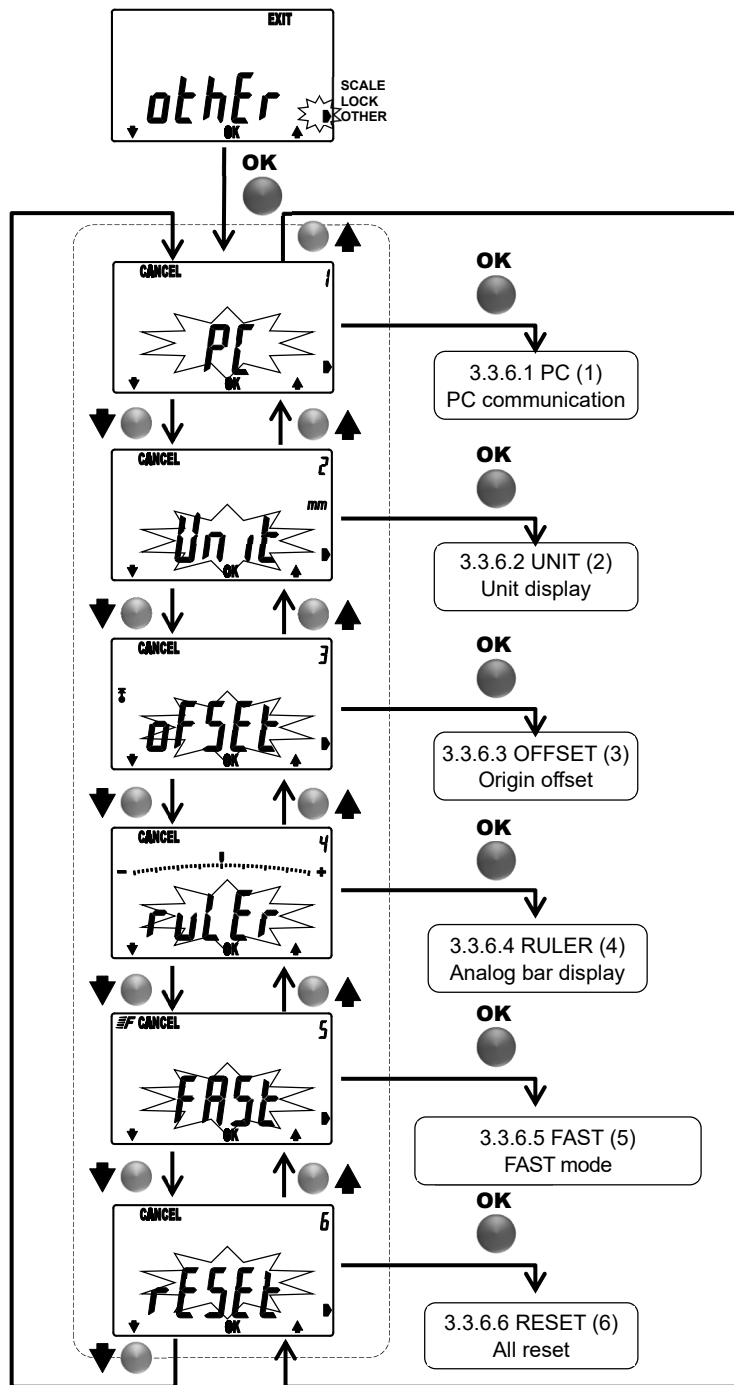 EXIT
othEr
SCALE
LOCK
OTHER
OK
OK
CANCEL
1
PC
OK
OK
3.3.6.1 PC (1)
PC communication
CANCEL
2
mm
Unit
OK
OK
3.3.6.2 UNIT (2)
Unit display
CANCEL
3
oFSEt
OK
OK
3.3.6.3 OFFSET (3)
Origin offset
CANCEL
4
- +
rulEr
OK
OK
3.3.6.4 RULER (4)
Analog bar display
F CANCEL
5
FASt
OK
OK
3.3.6.5 FAST (5)
FAST mode
CANCEL
6
rESEt
OK
OK
3.3.6.6 RESET (6)
All reset